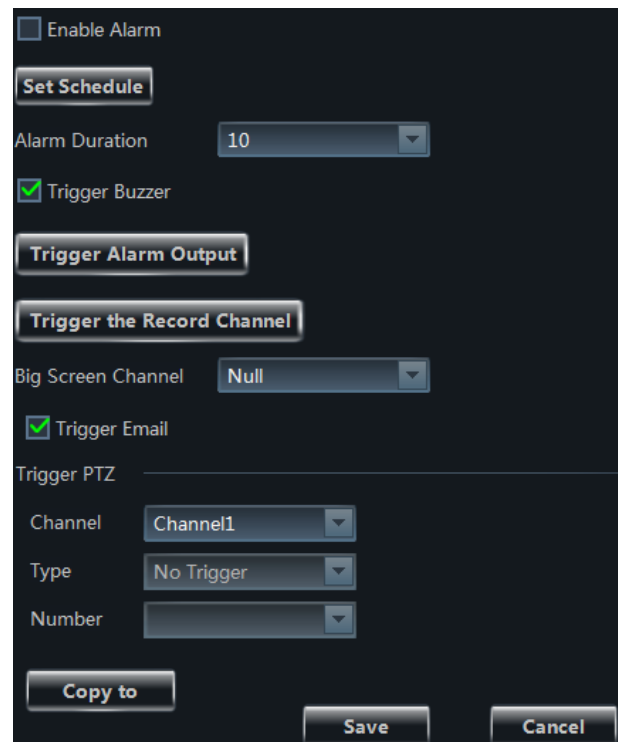 Enable Alarm
Set Schedule
Alarm Duration 10
Trigger Buzzer
Trigger Alarm Output
Trigger the Record Channel
Big Screen Channel Null
Trigger Email
Trigger PTZ
Channel Channel1
Type No Trigger
Number
Copy to
Save Cancel